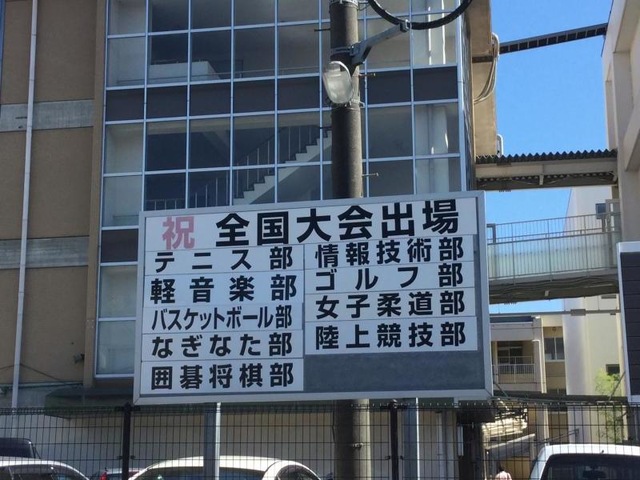 祝 全国大会出場
テニス部 情報技術部
軽音楽部 ゴルフ部
バスケットボール部 女子柔道部
なぎなた部 陸上競技部
囲碁将棋部